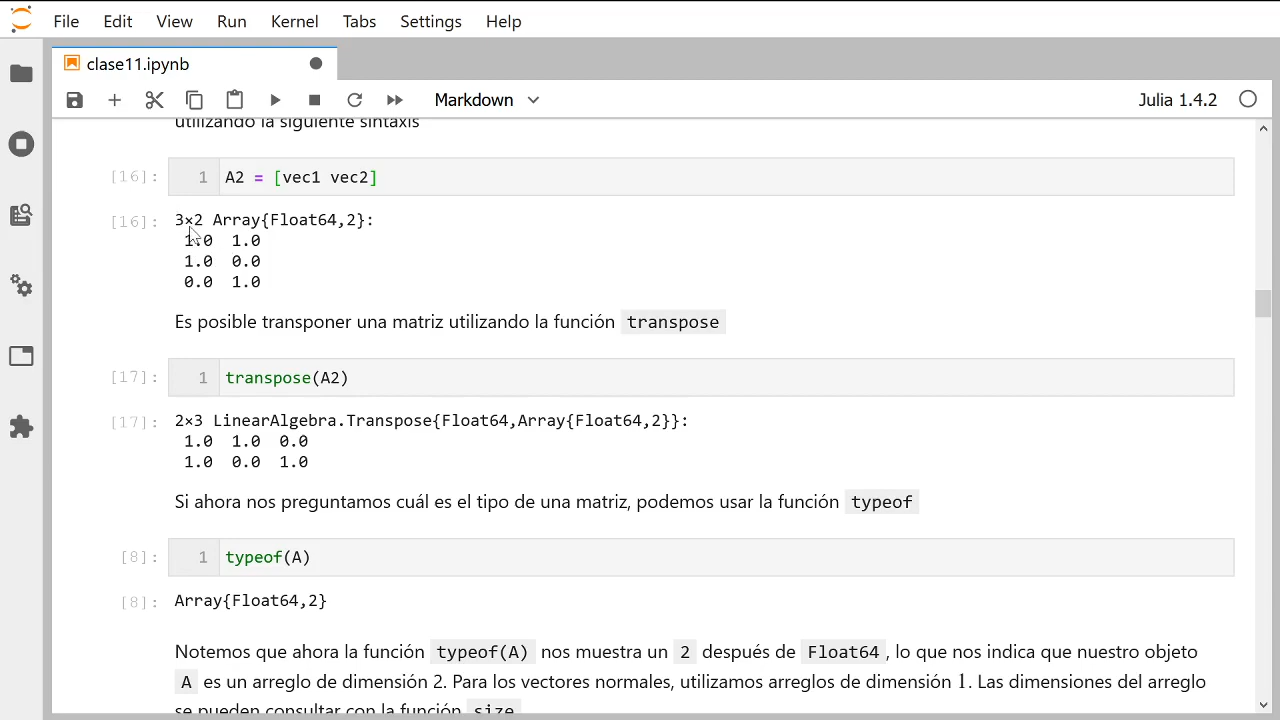 File Edit View Run Kernel Tabs Settings Help
clase11.ipynb
Markdown
Julia 1.4.2
utilizando la siguiente sintaxis
[16]: 1 A2 = [vec1 vec2]
[16]: 3×2 Array{Float64,2}:
1.0 1.0
1.0 0.0
0.0 1.0
Es posible transponer una matriz utilizando la función transpose
[17]: 1 transpose(A2)
[17]: 2×3 LinearAlgebra.Transpose{Float64,Array{Float64,2}}:
1.0 1.0 0.0
1.0 0.0 1.0
Si ahora nos preguntamos cuál es el tipo de una matriz, podemos usar la función typeof
[8]: 1 typeof(A)
[8]: Array{Float64,2}
Notemos que ahora la función typeof(A) nos muestra un 2 después de Float64, lo que nos indica que nuestro objeto
A es un arreglo de dimensión 2. Para los vectores normales, utilizamos arreglos de dimensión 1. Las dimensiones del arreglo
se pueden consultar con la función size